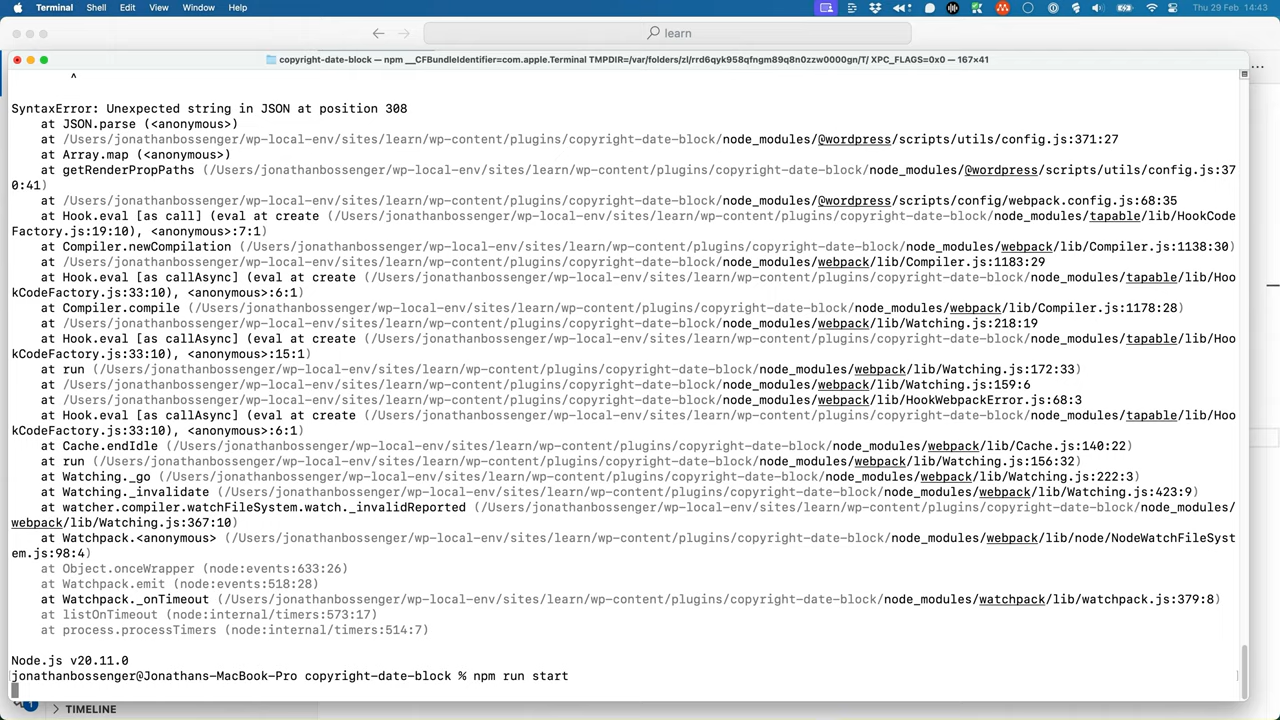 Terminal Shell Edit View Window Help
Thu 29 Feb 14:43
learn
copyright-date-block — npm __CFBundleIdentifier=com.apple.Terminal TMPDIR=/var/folders/zl/rrd6qyk958qfngm89q8n0zzw0000gn/T/ XPC_FLAGS=0x0 — 167×41
^
SyntaxError: Unexpected string in JSON at position 308
at JSON.parse (<anonymous>)
at /Users/jonathanbossenger/wp-local-env/sites/learn/wp-content/plugins/copyright-date-block/node_modules/@wordpress/scripts/utils/config.js:371:27
at Array.map (<anonymous>)
at getRenderPropPaths (/Users/jonathanbossenger/wp-local-env/sites/learn/wp-content/plugins/copyright-date-block/node_modules/@wordpress/scripts/utils/config.js:37
0:41)
at /Users/jonathanbossenger/wp-local-env/sites/learn/wp-content/plugins/copyright-date-block/node_modules/@wordpress/scripts/config/webpack.config.js:68:35
at Hook.eval [as call] (eval at create (/Users/jonathanbossenger/wp-local-env/sites/learn/wp-content/plugins/copyright-date-block/node_modules/tapable/lib/HookCode
Factory.js:19:10), <anonymous>:7:1)
at Compiler.newCompilation (/Users/jonathanbossenger/wp-local-env/sites/learn/wp-content/plugins/copyright-date-block/node_modules/webpack/lib/Compiler.js:1138:30)
at /Users/jonathanbossenger/wp-local-env/sites/learn/wp-content/plugins/copyright-date-block/node_modules/webpack/lib/Compiler.js:1183:29
at Hook.eval [as callAsync] (eval at create (/Users/jonathanbossenger/wp-local-env/sites/learn/wp-content/plugins/copyright-date-block/node_modules/tapable/lib/Hoo
kCodeFactory.js:33:10), <anonymous>:6:1)
at Compiler.compile (/Users/jonathanbossenger/wp-local-env/sites/learn/wp-content/plugins/copyright-date-block/node_modules/webpack/lib/Compiler.js:1178:28)
at /Users/jonathanbossenger/wp-local-env/sites/learn/wp-content/plugins/copyright-date-block/node_modules/webpack/lib/Watching.js:218:19
at Hook.eval [as callAsync] (eval at create (/Users/jonathanbossenger/wp-local-env/sites/learn/wp-content/plugins/copyright-date-block/node_modules/tapable/lib/Hoo
kCodeFactory.js:33:10), <anonymous>:15:1)
at run (/Users/jonathanbossenger/wp-local-env/sites/learn/wp-content/plugins/copyright-date-block/node_modules/webpack/lib/Watching.js:172:33)
at /Users/jonathanbossenger/wp-local-env/sites/learn/wp-content/plugins/copyright-date-block/node_modules/webpack/lib/Watching.js:159:6
at /Users/jonathanbossenger/wp-local-env/sites/learn/wp-content/plugins/copyright-date-block/node_modules/webpack/lib/HookWebpackError.js:68:3
at Hook.eval [as callAsync] (eval at create (/Users/jonathanbossenger/wp-local-env/sites/learn/wp-content/plugins/copyright-date-block/node_modules/tapable/lib/Hoo
kCodeFactory.js:33:10), <anonymous>:6:1)
at Cache.endIdle (/Users/jonathanbossenger/wp-local-env/sites/learn/wp-content/plugins/copyright-date-block/node_modules/webpack/lib/Cache.js:140:22)
at run (/Users/jonathanbossenger/wp-local-env/sites/learn/wp-content/plugins/copyright-date-block/node_modules/webpack/lib/Watching.js:156:32)
at Watching._go (/Users/jonathanbossenger/wp-local-env/sites/learn/wp-content/plugins/copyright-date-block/node_modules/webpack/lib/Watching.js:222:3)
at Watching._invalidate (/Users/jonathanbossenger/wp-local-env/sites/learn/wp-content/plugins/copyright-date-block/node_modules/webpack/lib/Watching.js:423:9)
at watcher.compiler.watchFileSystem.watch._invalidReported (/Users/jonathanbossenger/wp-local-env/sites/learn/wp-content/plugins/copyright-date-block/node_modules/
webpack/lib/Watching.js:367:10)
at Watchpack.<anonymous> (/Users/jonathanbossenger/wp-local-env/sites/learn/wp-content/plugins/copyright-date-block/node_modules/webpack/lib/node/NodeWatchFileSyst
em.js:98:4)
at Object.onceWrapper (node:events:633:26)
at Watchpack.emit (node:events:518:28)
at Watchpack._onTimeout (/Users/jonathanbossenger/wp-local-env/sites/learn/wp-content/plugins/copyright-date-block/node_modules/watchpack/lib/watchpack.js:379:8)
at listOnTimeout (node:internal/timers:573:17)
at process.processTimers (node:internal/timers:514:7)
Node.js v20.11.0
jonathanbossenger@Jonathans-MacBook-Pro copyright-date-block % npm run start
1
TIMELINE